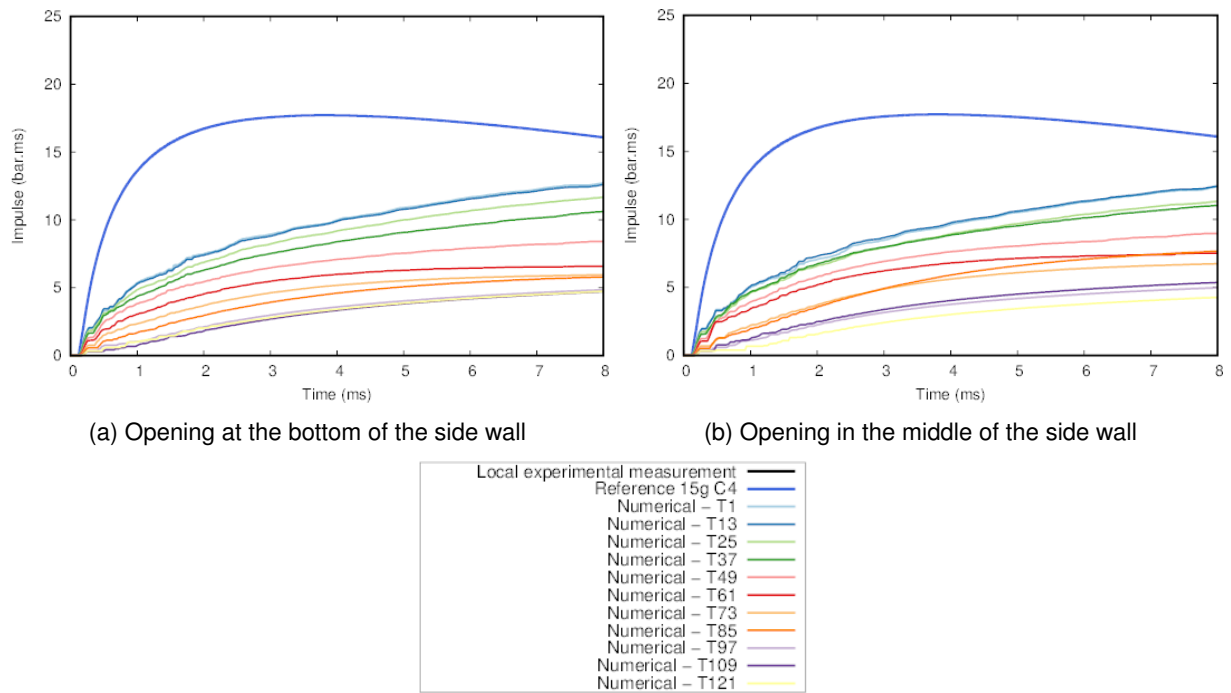 25
20
15
10
5
0
Impulse (bar.ms)
0 1 2 3 4 5 6 7 8
Time (ms)
(a) Opening at the bottom of the side wall
25
20
15
10
5
0
Impulse (bar.ms)
0 1 2 3 4 5 6 7 8
Time (ms)
(b) Opening in the middle of the side wall
Local experimental measurement
Reference 15g C4
Numerical - T1
Numerical - T13
Numerical - T25
Numerical - T37
Numerical - T49
Numerical - T61
Numerical - T73
Numerical - T85
Numerical - T97
Numerical - T109
Numerical - T121